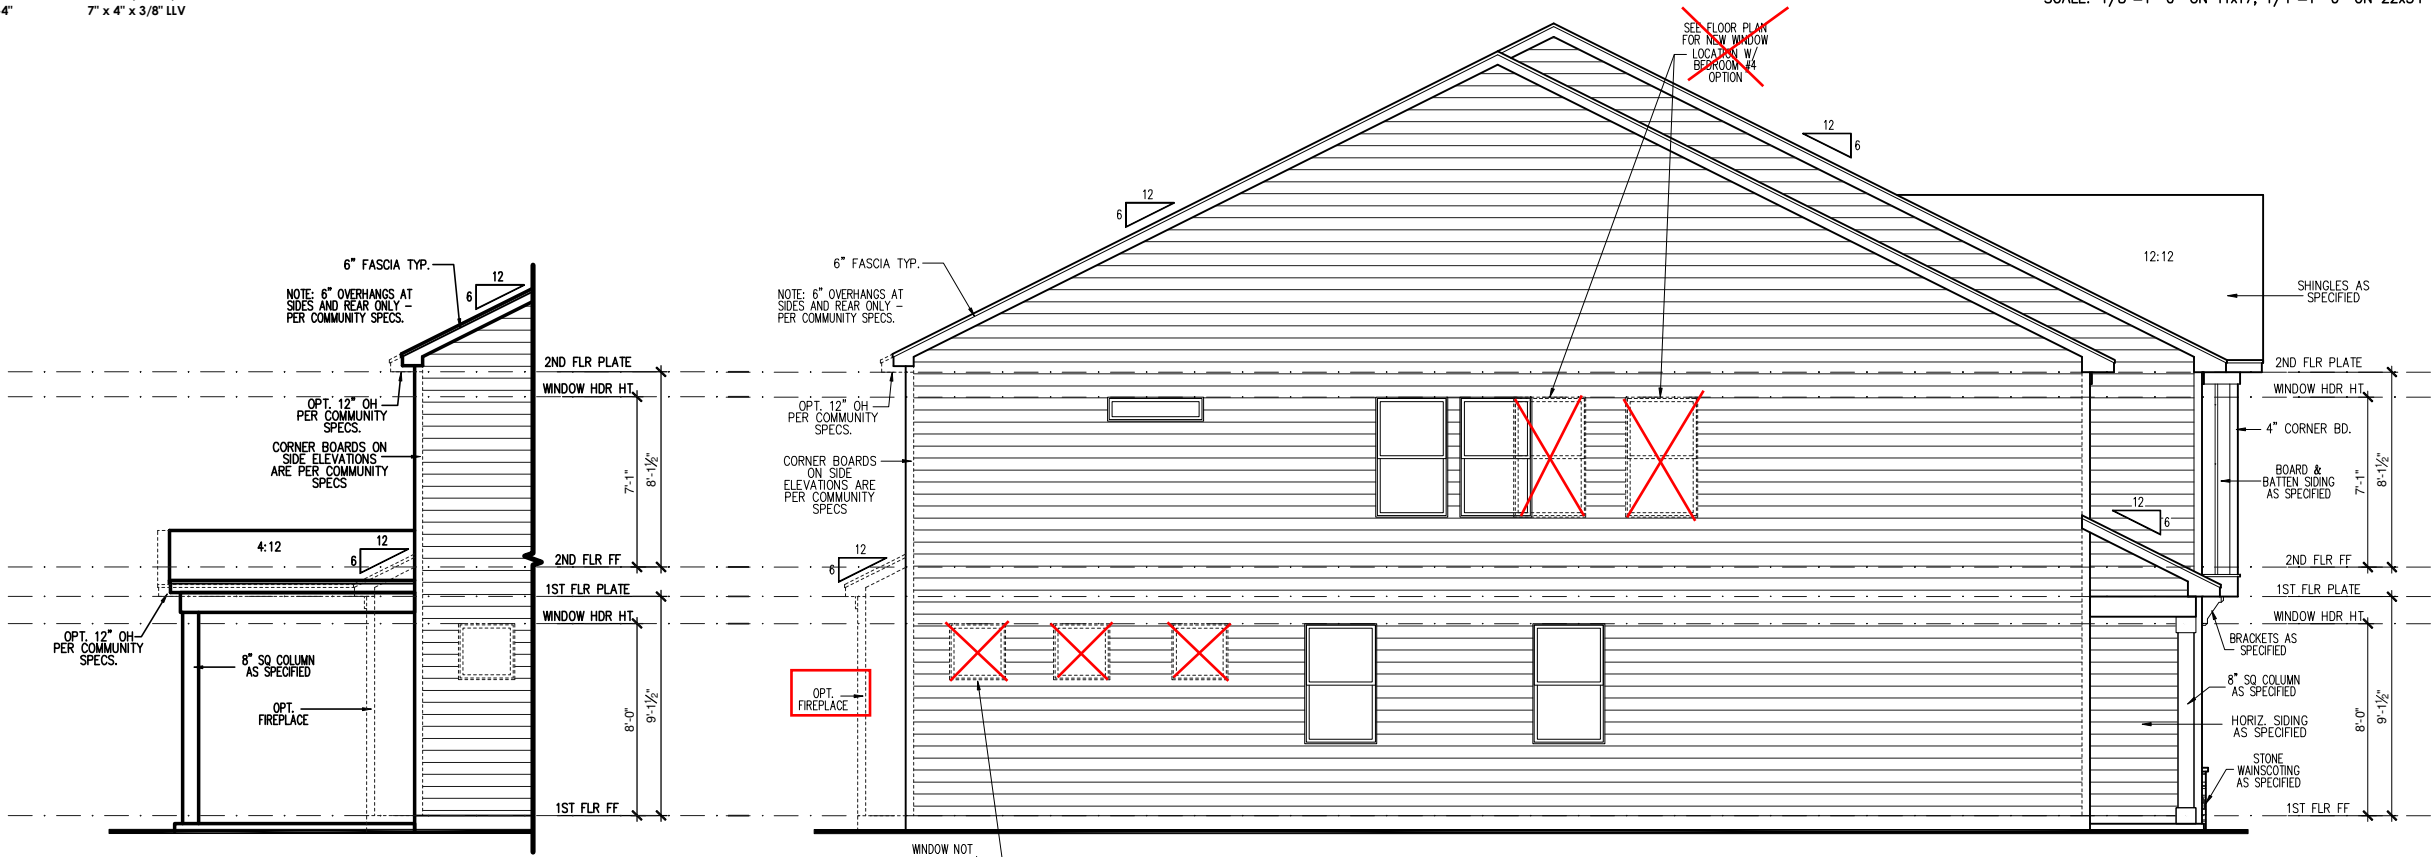 4"
7" x 4" x 3/8" LLV
SEE FLOOR PLAN
FOR NEW WINDOW
LOCATION W/
BEDROOM #4
OPTION
12
6
12
6
12:12
SHINGLES AS
SPECIFIED
6" FASCIA TYP.
12
6
NOTE: 6" OVERHANGS AT
SIDES AND REAR ONLY –
PER COMMUNITY SPECS.
6" FASCIA TYP.
NOTE: 6" OVERHANGS AT
SIDES AND REAR ONLY –
PER COMMUNITY SPECS.
2ND FLR PLATE
WINDOW HDR HT.
OPT. 12" OH
PER COMMUNITY
SPECS.
CORNER BOARDS ON
SIDE ELEVATIONS
ARE PER COMMUNITY
SPECS
7'-1"
8'-1½"
OPT. 12" OH
PER COMMUNITY
SPECS.
CORNER BOARDS
ON SIDE
ELEVATIONS ARE
PER COMMUNITY
SPECS
2ND FLR PLATE
WINDOW HDR HT.
4" CORNER BD.
BOARD &
BATTEN SIDING
AS SPECIFIED
7'-1"
8'-1½"
12
6
4:12
12
6
2ND FLR FF
1ST FLR PLATE
WINDOW HDR HT.
12
6
2ND FLR FF
1ST FLR PLATE
WINDOW HDR HT.
OPT. 12" OH
PER COMMUNITY
SPECS.
8" SQ COLUMN
AS SPECIFIED
OPT.
FIREPLACE
8'-0"
9'-1½"
1ST FLR FF
OPT.
FIREPLACE
BRACKETS AS
SPECIFIED
8" SQ COLUMN
AS SPECIFIED
HORIZ. SIDING
AS SPECIFIED
STONE
WAINSCOTING
AS SPECIFIED
8'-0"
9'-1½"
1ST FLR FF
WINDOW NOT